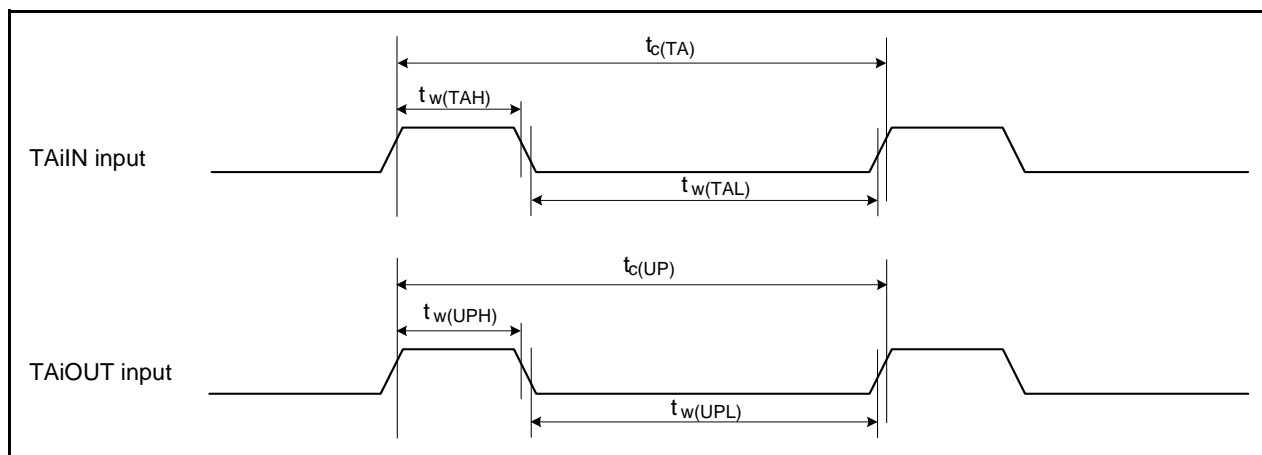 tc(TA)
tw(TAH)
TAiIN input
tw(TAL)
tc(UP)
tw(UPH)
TAiOUT input
tw(UPL)